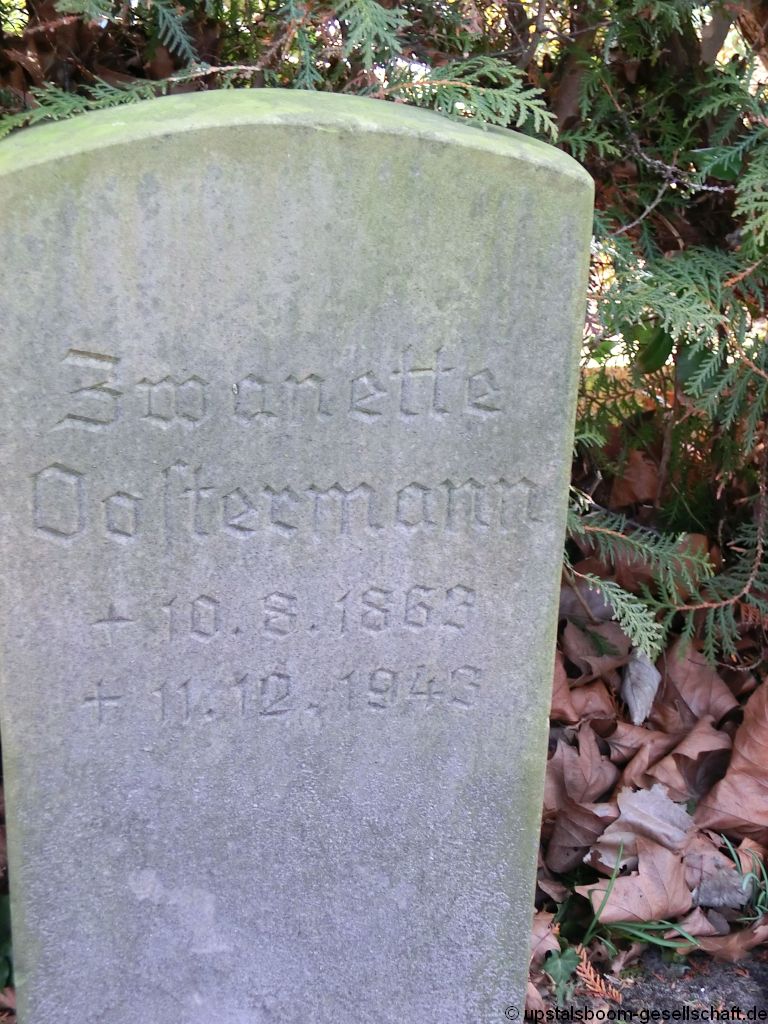 Zwanette
Oostermann
+ 10.8.1863
+ 11.12.1943
© upstalsboom-gesellschaft.de